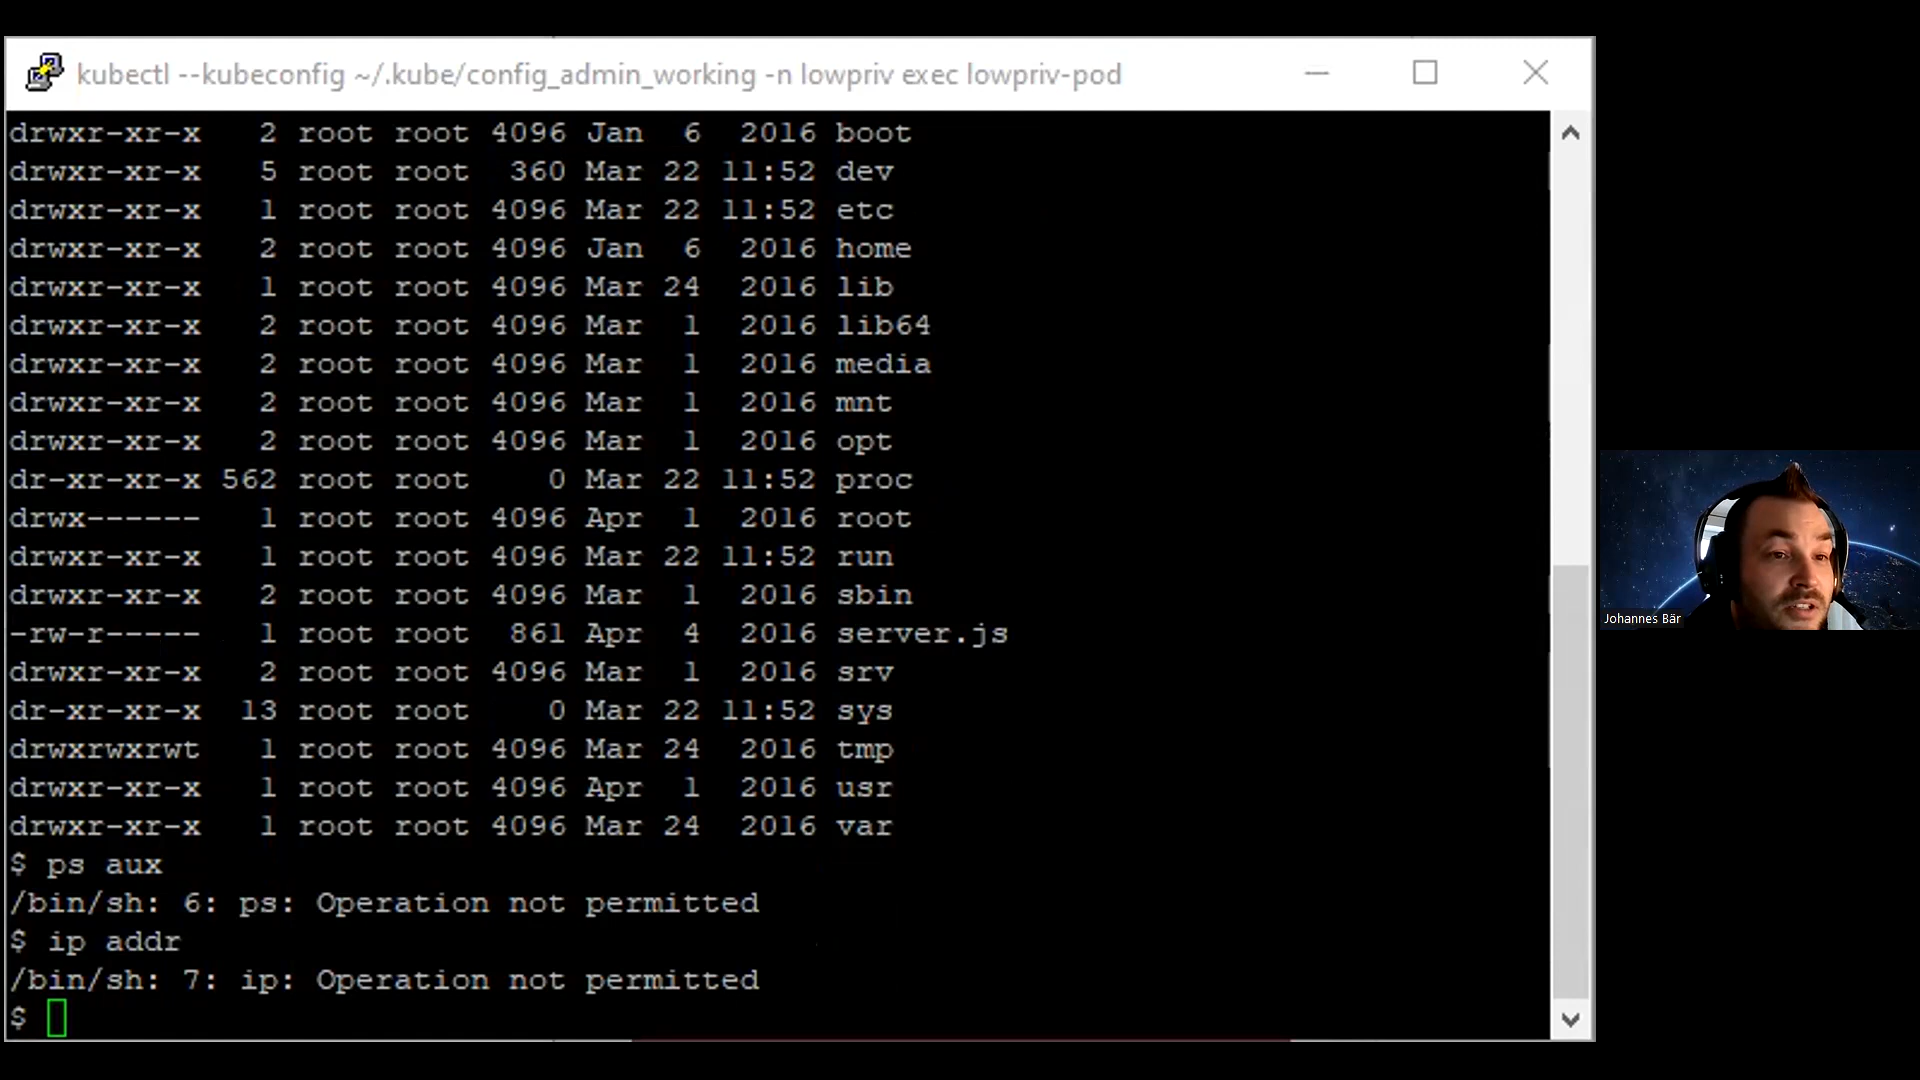 kubectl --kubeconfig ~/.kube/config_admin_working -n lowpriv exec lowpriv-pod
drwxr-xr-x   2 root root 4096 Jan  6  2016 boot
drwxr-xr-x   5 root root  360 Mar 22 11:52 dev
drwxr-xr-x   1 root root 4096 Mar 22 11:52 etc
drwxr-xr-x   2 root root 4096 Jan  6  2016 home
drwxr-xr-x   1 root root 4096 Mar 24  2016 lib
drwxr-xr-x   2 root root 4096 Mar  1  2016 lib64
drwxr-xr-x   2 root root 4096 Mar  1  2016 media
drwxr-xr-x   2 root root 4096 Mar  1  2016 mnt
drwxr-xr-x   2 root root 4096 Mar  1  2016 opt
dr-xr-xr-x 562 root root    0 Mar 22 11:52 proc
drwx------   1 root root 4096 Apr  1  2016 root
drwxr-xr-x   1 root root 4096 Mar 22 11:52 run
drwxr-xr-x   2 root root 4096 Mar  1  2016 sbin
-rw-r-----   1 root root  861 Apr  4  2016 server.js
drwxr-xr-x   2 root root 4096 Mar  1  2016 srv
dr-xr-xr-x  13 root root    0 Mar 22 11:52 sys
drwxrwxrwt   1 root root 4096 Mar 24  2016 tmp
drwxr-xr-x   1 root root 4096 Apr  1  2016 usr
drwxr-xr-x   1 root root 4096 Mar 24  2016 var
$ ps aux
/bin/sh: 6: ps: Operation not permitted
$ ip addr
/bin/sh: 7: ip: Operation not permitted
$
Johannes Bär